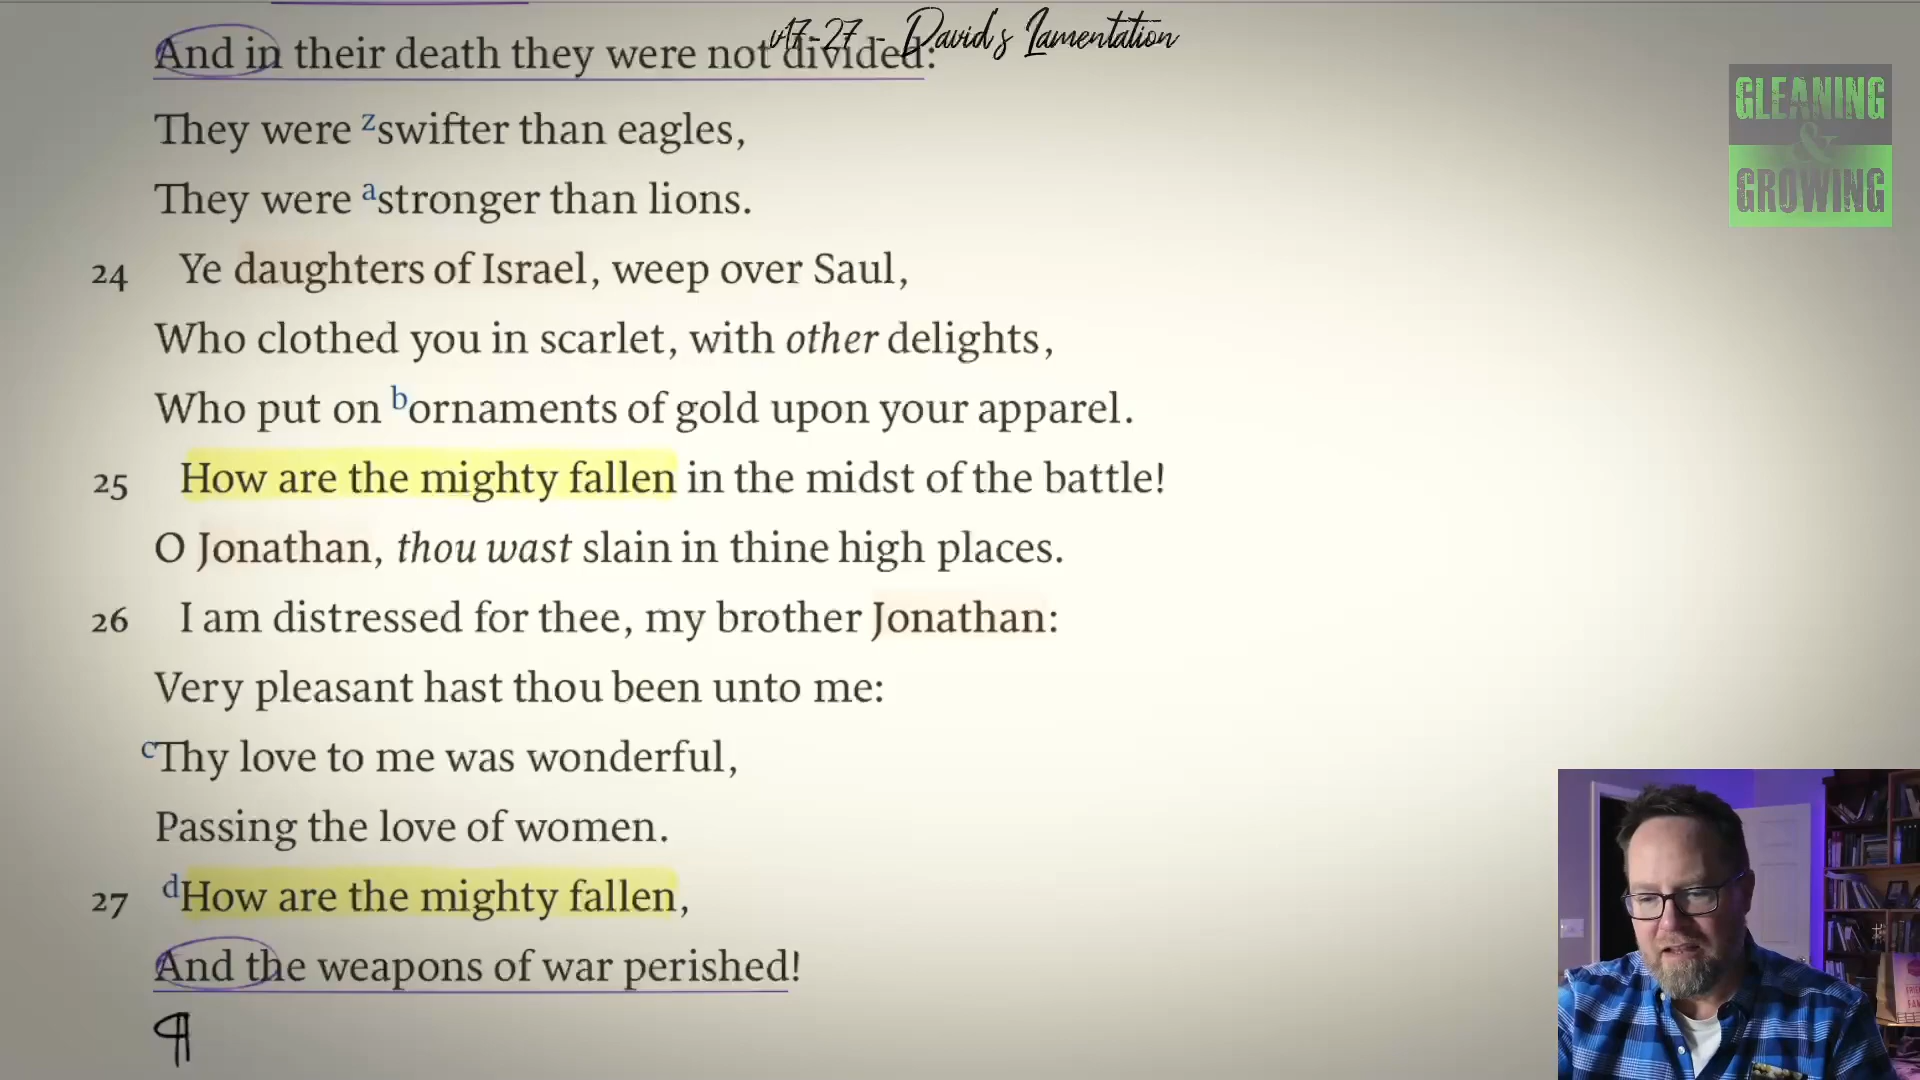 v17-27 - David's Lamentation
And in their death they were not divided:
They were zswifter than eagles,
They were astronger than lions.
24 Ye daughters of Israel, weep over Saul,
Who clothed you in scarlet, with other delights,
Who put on bornaments of gold upon your apparel.
25 How are the mighty fallen in the midst of the battle!
O Jonathan, thou wast slain in thine high places.
26 I am distressed for thee, my brother Jonathan:
Very pleasant hast thou been unto me:
cThy love to me was wonderful,
Passing the love of women.
27 dHow are the mighty fallen,
And the weapons of war perished!
¶
GLEANING
&
GROWING